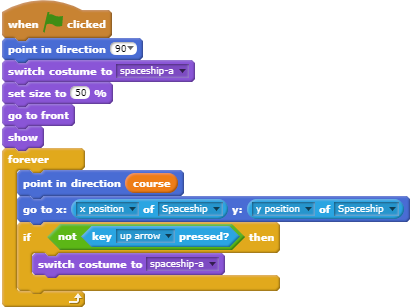 when clicked
point in direction 90
switch costume to spaceship-a
set size to 50 %
go to front
show
forever
point in direction course
go to x: x position of Spaceship y: y position of Spaceship
if not key up arrow pressed? then
switch costume to spaceship-a